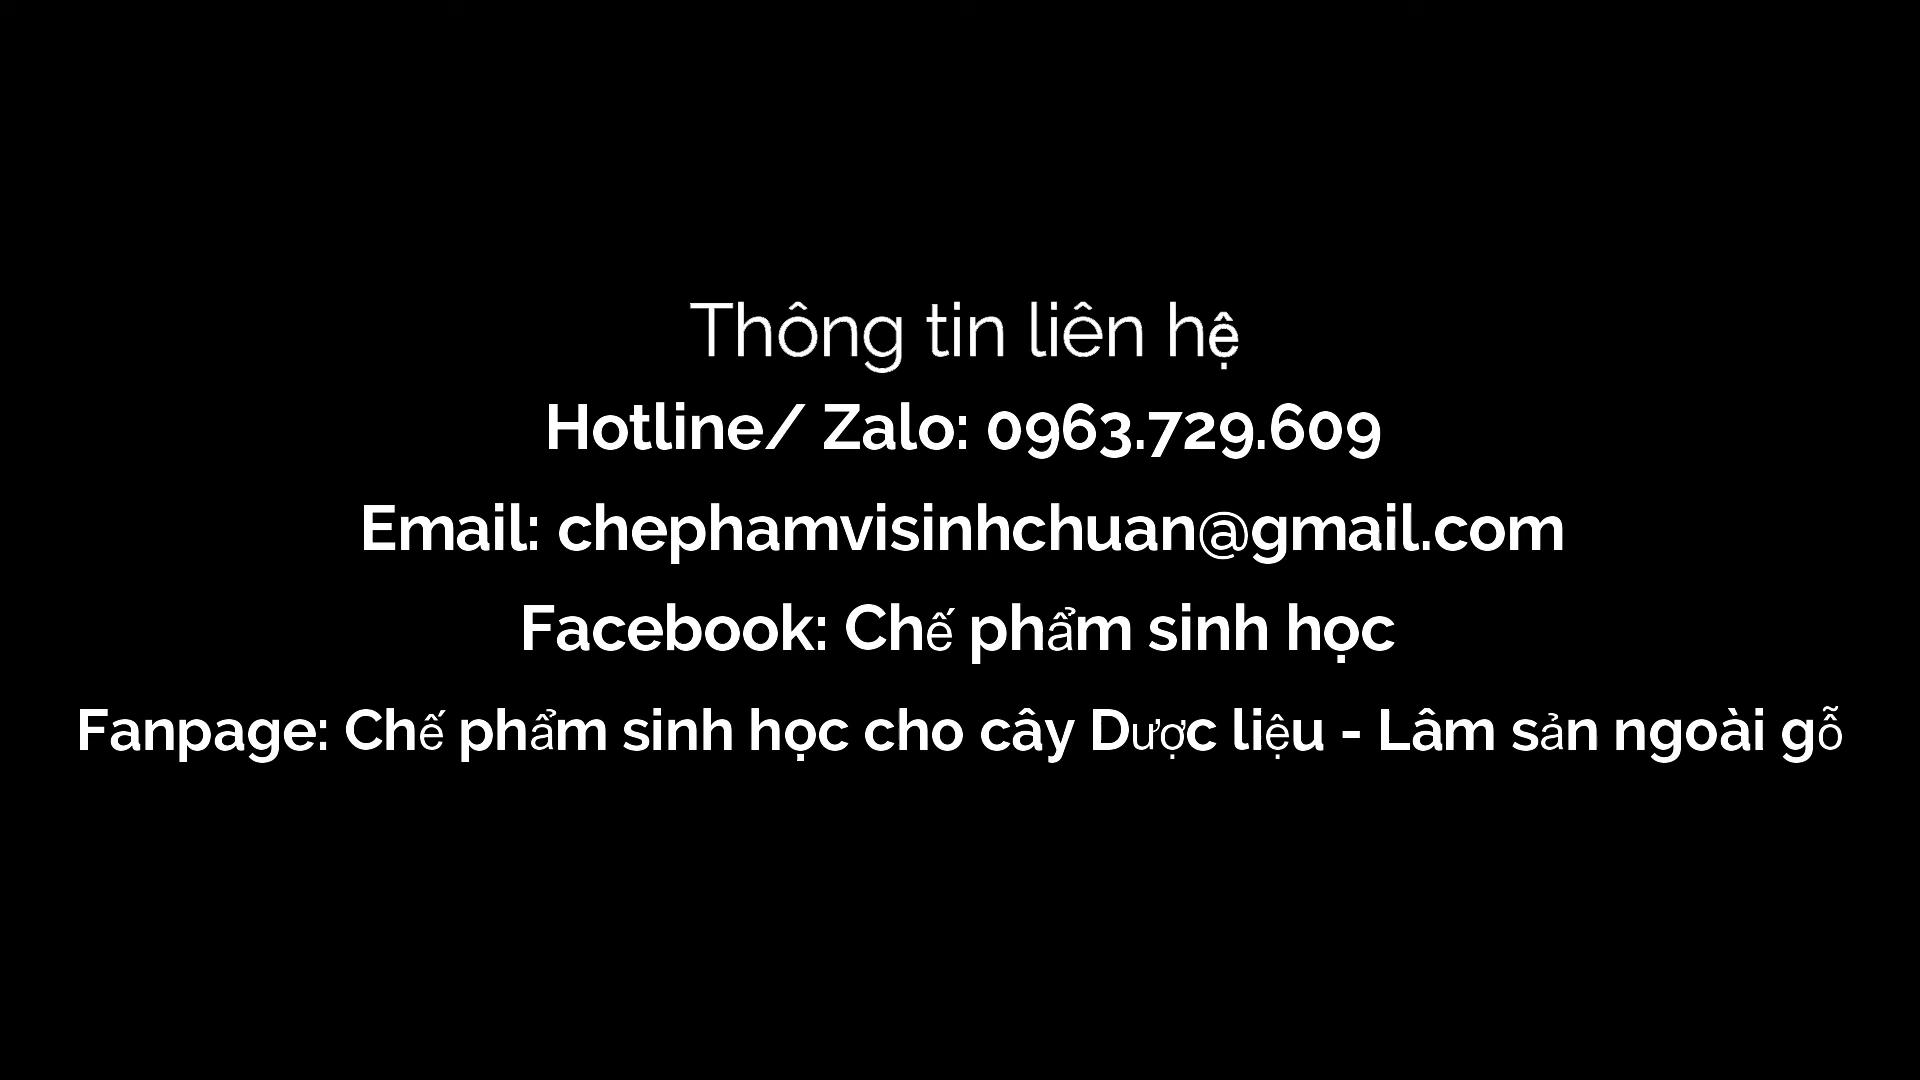 Thông tin liên hệ
Hotline/ Zalo: 0963.729.609
Email: chephamvisinhchuan@gmail.com
Facebook: Chế phẩm sinh học
Fanpage: Chế phẩm sinh học cho cây Dược liệu - Lâm sản ngoài gỗ